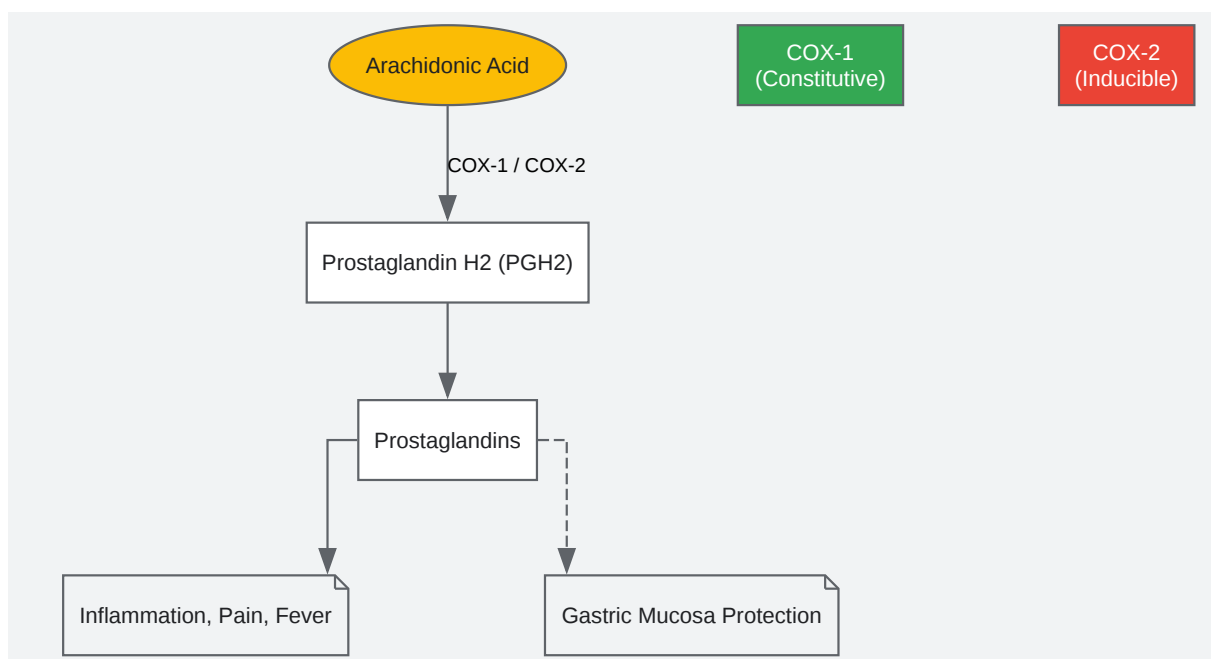 Arachidonic Acid
COX-1
(Constitutive)
COX-2
(Inducible)
COX-1 / COX-2
Prostaglandin H2 (PGH2)
Prostaglandins
Inflammation, Pain, Fever
Gastric Mucosa Protection